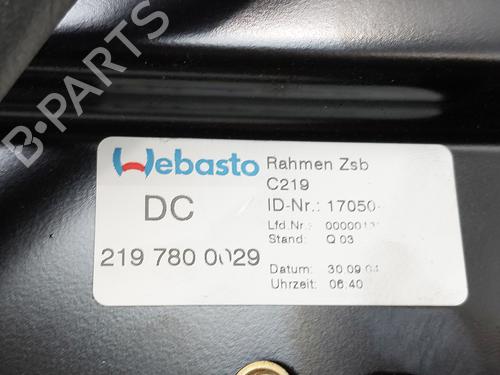 B-PARTS
Webasto
Rahmen Zsb
C219
DC
ID-Nr.: 17050
Lfd.Nr.:
Stand: Q 03
219 780 0029
Datum: 30.09.04
Uhrzeit: 06:40